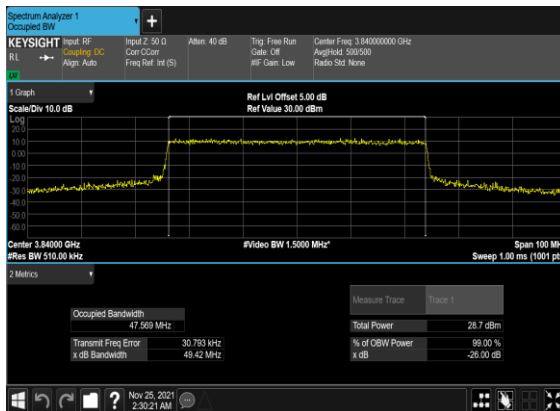 Spectrum Analyzer 1
Occupied BW
KEYSIGHT
RL
Input: RF
Coupling: DC
Align: Auto
Input Z: 50 Ω
Corr CCorr
Freq Ref: Int (S)
Atten: 40 dB
Trig: Free Run
Gate: Off
#IF Gain: Low
Center Freq: 3.840000000 GHz
Avg|Hold: 500/500
Radio Std: None
1 Graph
Scale/Div 10.0 dB
Ref Lvl Offset 5.00 dB
Ref Value 30.00 dBm
Log
20.0
10.0
0.00
-10.0
-20.0
-30.0
-40.0
-50.0
-60.0
Center 3.84000 GHz
#Res BW 510.00 kHz
#Video BW 1.5000 MHz*
Span 100 MH
Sweep 1.00 ms (1001 pts
2 Metrics
Measure Trace
Trace 1
Occupied Bandwidth
47.569 MHz
Total Power
28.7 dBm
Transmit Freq Error
30.793 kHz
% of OBW Power
99.00 %
x dB Bandwidth
49.42 MHz
x dB
-26.00 dB
Nov 25, 2021
2:30:21 AM